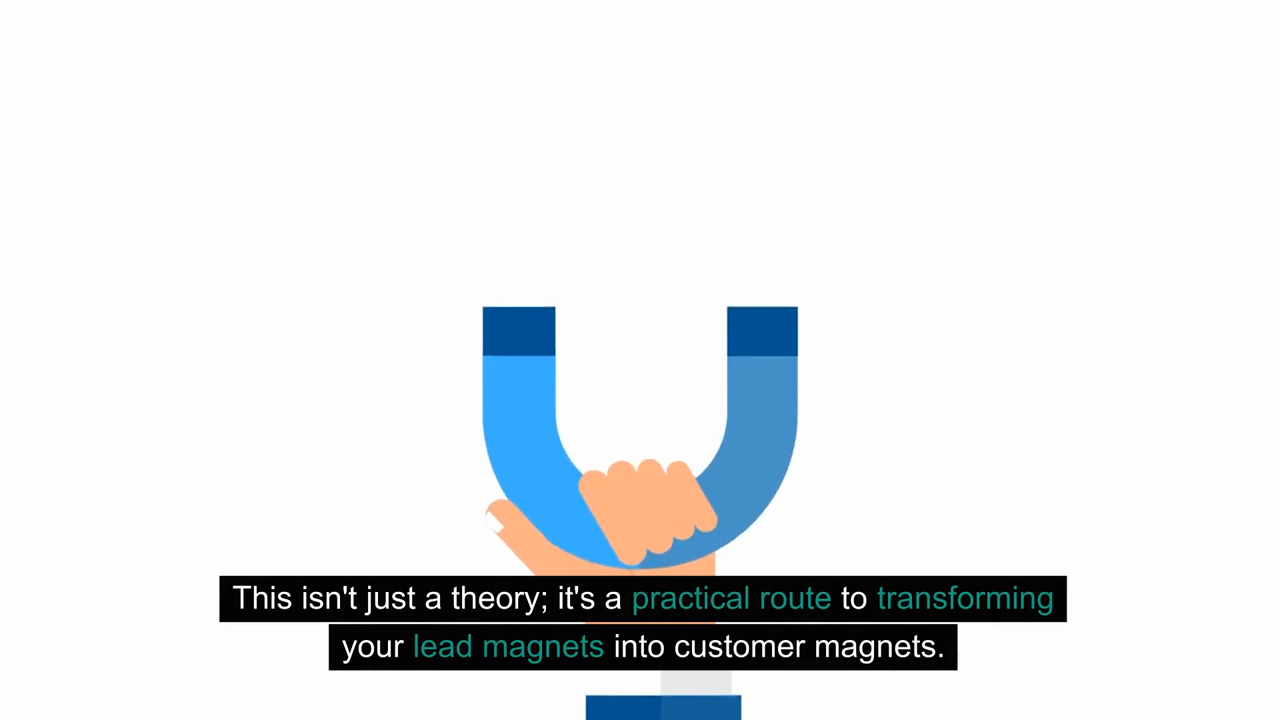 This isn't just a theory; it's a practical route to transforming
your lead magnets into customer magnets.